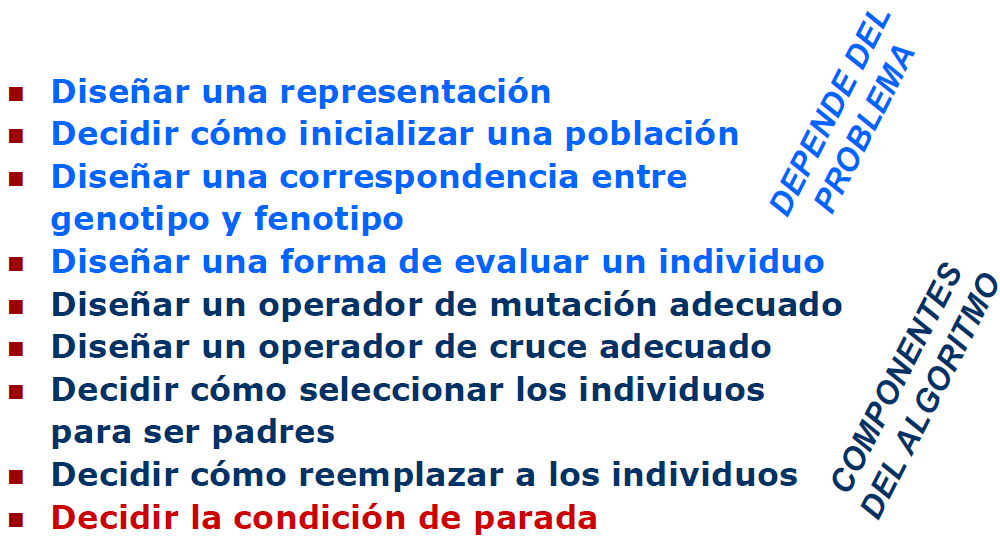 DEPENDE DEL
PROBLEMA
Diseñar una representación
Decidir cómo inicializar una población
Diseñar una correspondencia entre
genotipo y fenotipo
Diseñar una forma de evaluar un individuo
Diseñar un operador de mutación adecuado
Diseñar un operador de cruce adecuado
Decidir cómo seleccionar los individuos
para ser padres
Decidir cómo reemplazar a los individuos
Decidir la condición de parada
COMPONENTES
DEL ALGORITMO